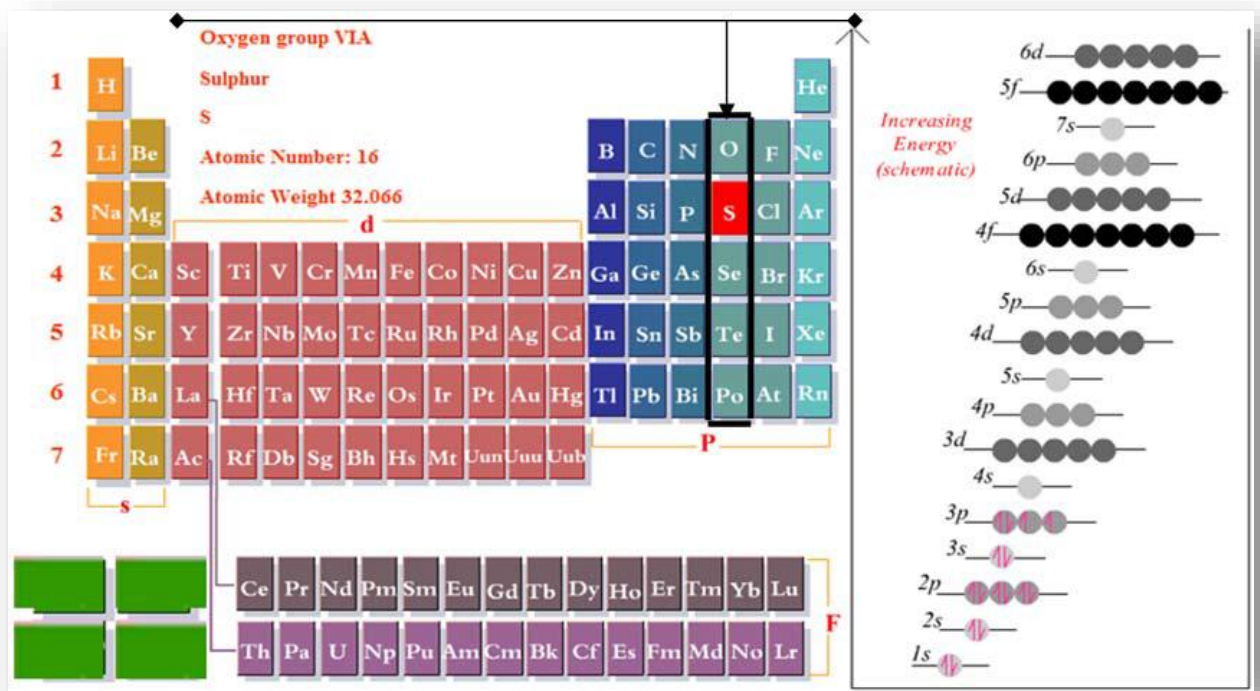 Oxygen group VIA
Sulphur
S
Atomic Number: 16
Atomic Weight 32.066
1 H He
2 Li Be B C N O F Ne
3 Na Mg Al Si P S Cl Ar
d
4 K Ca Sc Ti V Cr Mn Fe Co Ni Cu Zn Ga Ge As Se Br Kr
5 Rb Sr Y Zr Nb Mo Tc Ru Rh Pd Ag Cd In Sn Sb Te I Xe
6 Cs Ba La Hf Ta W Re Os Ir Pt Au Hg Tl Pb Bi Po At Rn
7 Fr Ra Ac Rf Db Sg Bh Hs Mt Uun Uuu Uub
P
s
Ce Pr Nd Pm Sm Eu Gd Tb Dy Ho Er Tm Yb Lu
F
Th Pa U Np Pu Am Cm Bk Cf Es Fm Md No Lr
Increasing
Energy
(schematic)
6d
5f
7s
6p
5d
4f
6s
5p
4d
5s
4p
3d
4s
3p
3s
2p
2s
1s